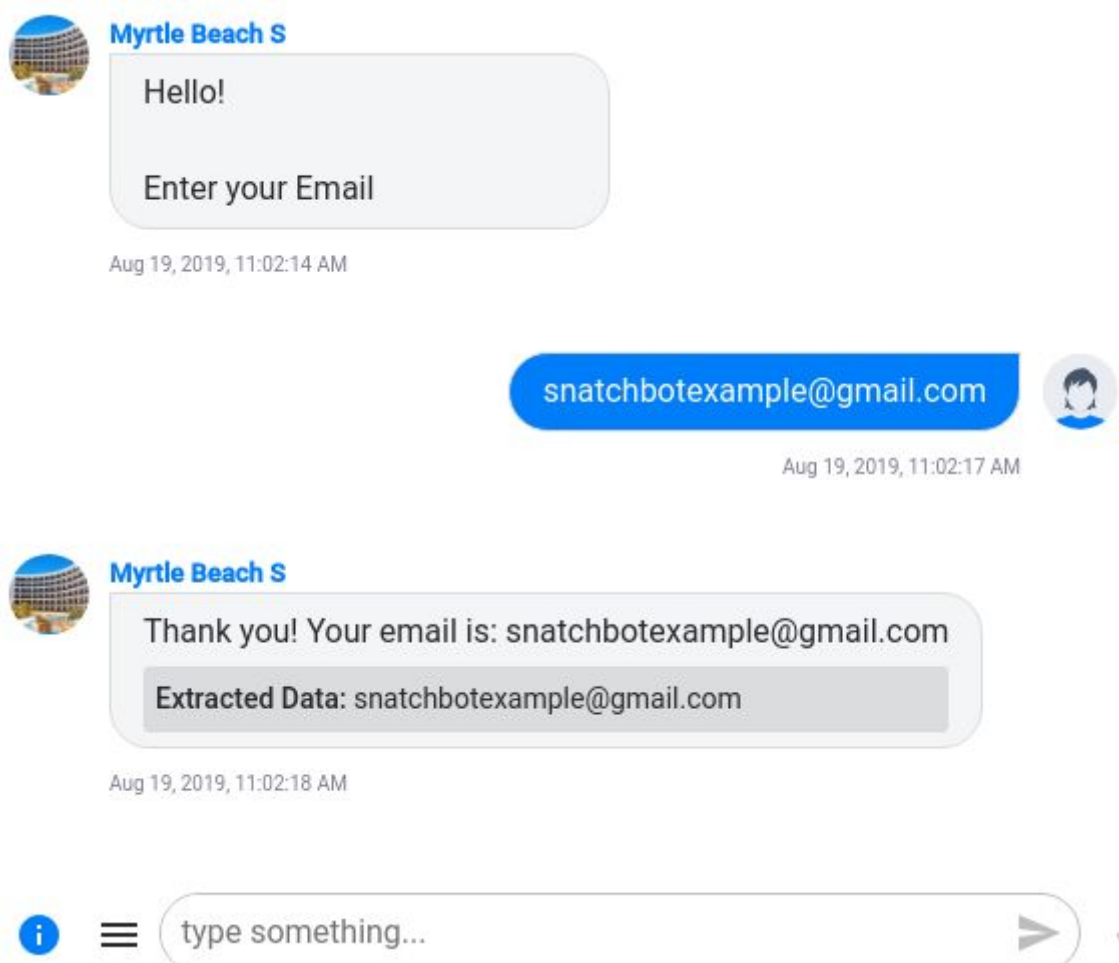 Myrtle Beach S
Hello!
Enter your Email
Aug 19, 2019, 11:02:14 AM
snatchbotexample@gmail.com
Aug 19, 2019, 11:02:17 AM
Myrtle Beach S
Thank you! Your email is: snatchbotexample@gmail.com
Extracted Data: snatchbotexample@gmail.com
Aug 19, 2019, 11:02:18 AM
type something...